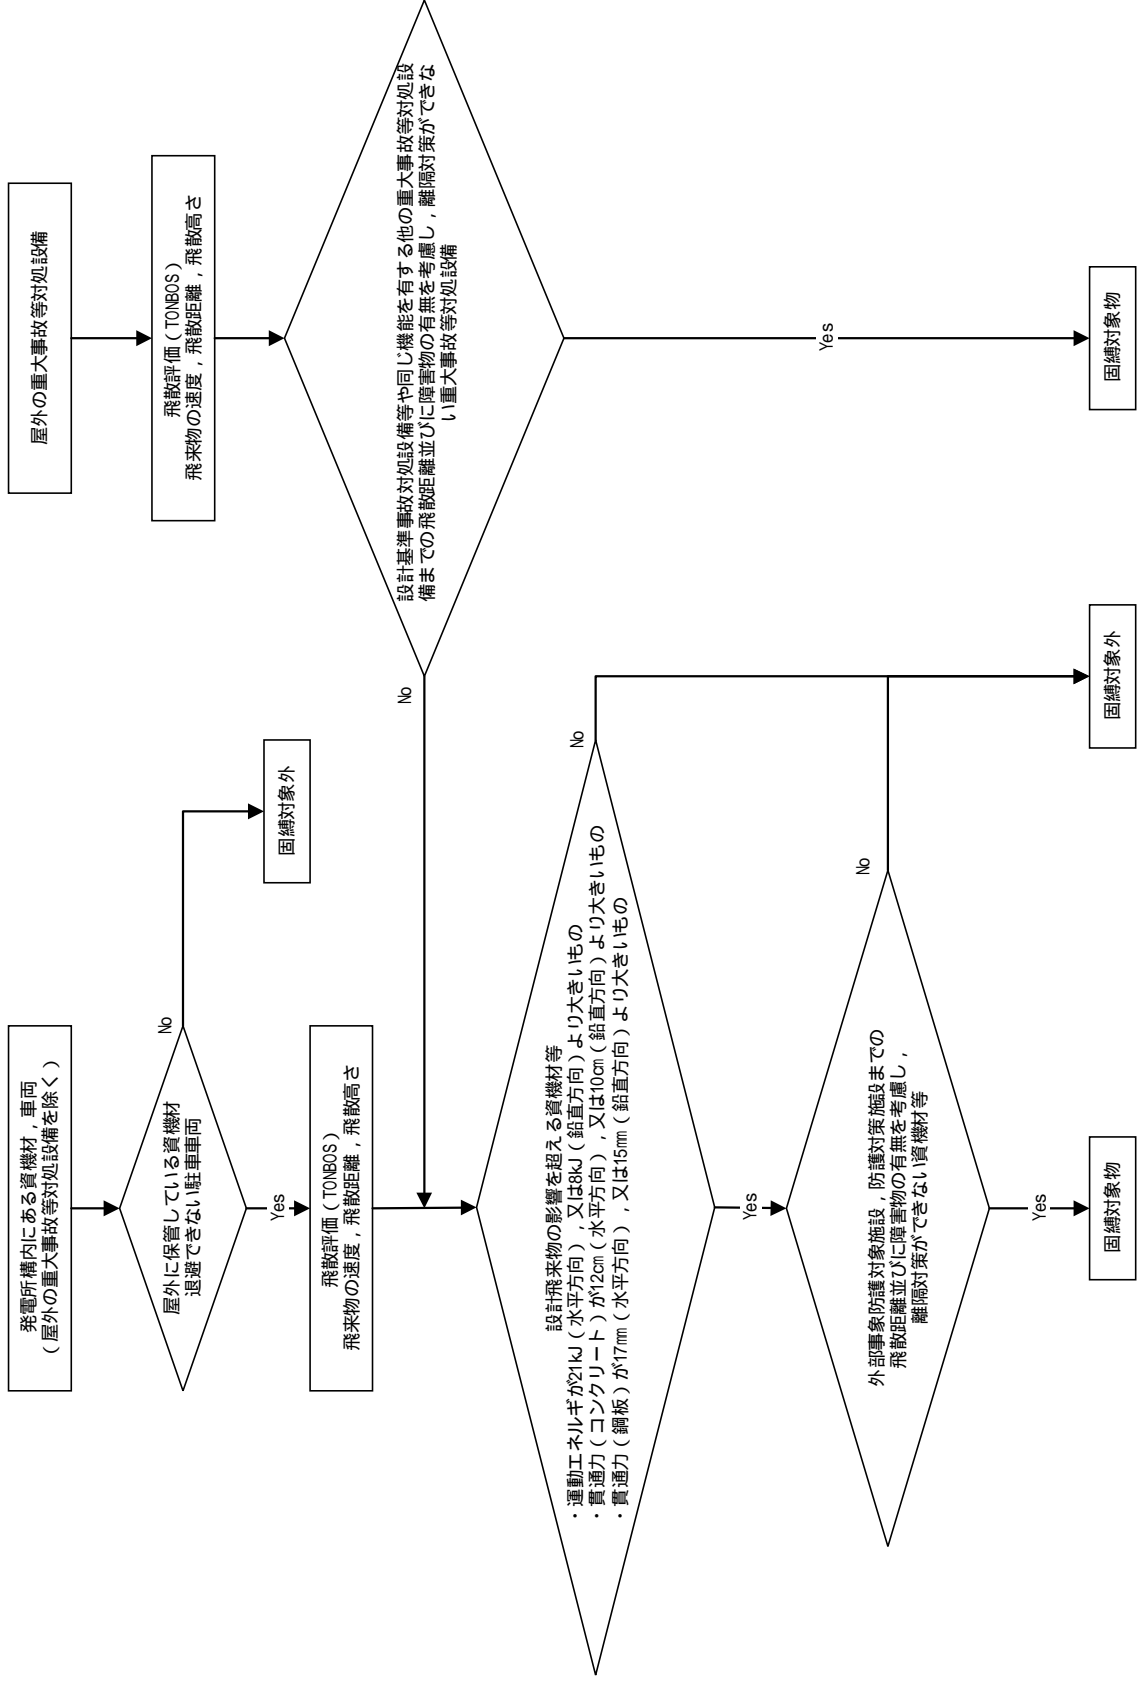 発電所構内にある資機材，車両
（屋外の重大事故等対処設備を除く）
屋外に保管している資機材
退避できない駐車車両
No
固縛対象外
Yes
飛散評価（TONBOS）
飛来物の速度，飛散距離，飛散高さ
屋外の重大事故等対処設備
飛散評価（TONBOS）
飛来物の速度，飛散距離，飛散高さ
設計基準事故対処設備等や同じ機能を有する他の重大事故等対処設
備までの飛散距離並びに障害物の有無を考慮し，離隔対策ができな
い重大事故等対処設備
No
Yes
固縛対象物
設計飛来物の影響を超える資機材等
・運動エネルギが21kJ（水平方向），又は8kJ（鉛直方向）より大きいもの
・貫通力（コンクリート）が12cm（水平方向），又は10cm（鉛直方向）より大きいもの
・貫通力（鋼板）が17mm（水平方向），又は15mm（鉛直方向）より大きいもの
No
Yes
外部事象防護対象施設，防護対策施設までの
飛散距離並びに障害物の有無を考慮し，
離隔対策ができない資機材等
No
Yes
固縛対象物
固縛対象外